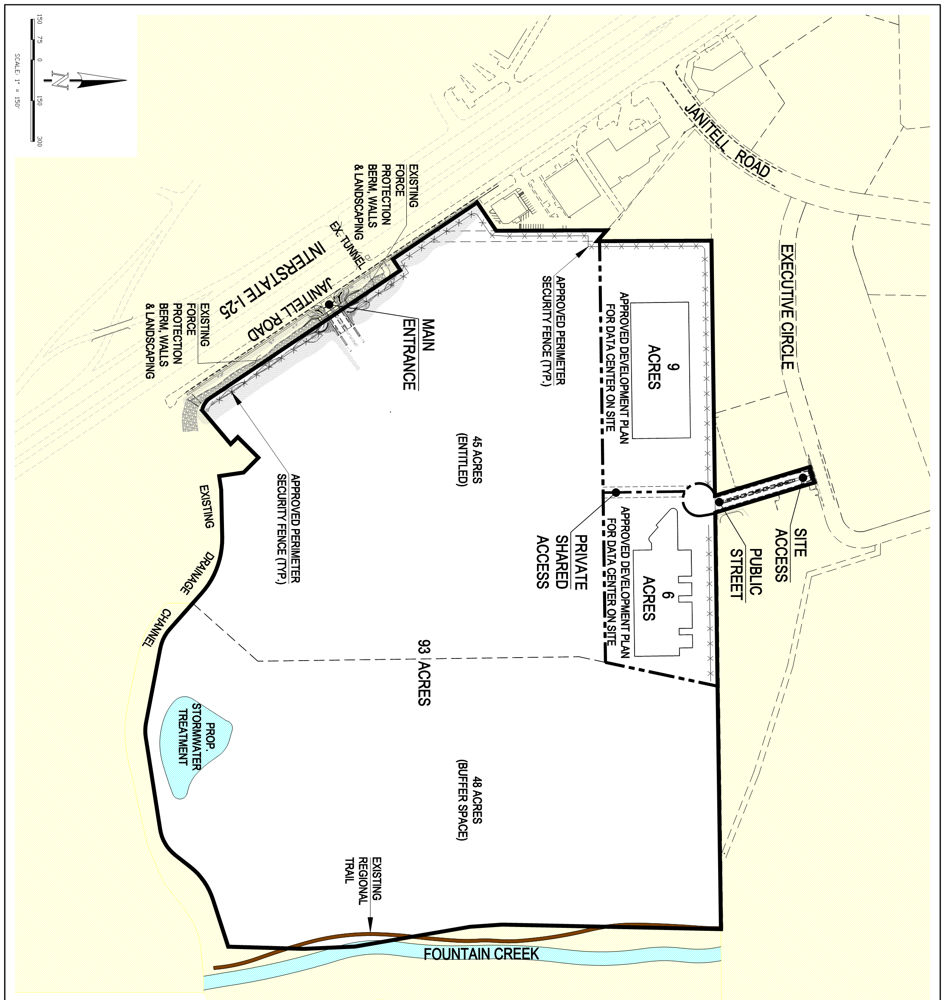 JANITELL ROAD
EXECUTIVE CIRCLE
SITE
ACCESS
PUBLIC
STREET
APPROVED DEVELOPMENT PLAN
FOR DATA CENTER ON SITE
9
ACRES
APPROVED DEVELOPMENT PLAN
FOR DATA CENTER ON SITE
6
ACRES
PRIVATE
SHARED
ACCESS
APPROVED PERIMETER
SECURITY FENCE (TYP.)
MAIN
ENTRANCE
EXISTING
FORCE
PROTECTION
BERM, WALLS
& LANDSCAPING
EX. TUNNEL
INTERSTATE I-25
JANITELL ROAD
EXISTING
FORCE
PROTECTION
BERM, WALLS
& LANDSCAPING
45 ACRES
(ENTITLED)
93 ACRES
48 ACRES
(BUFFER SPACE)
APPROVED PERIMETER
SECURITY FENCE (TYP.)
EXISTING
DRAINAGE
CHANNEL
PROP.
STORMWATER
TREATMENT
EXISTING
REGIONAL
TRAIL
FOUNTAIN CREEK
N
150 75 0 150 300
SCALE: 1" = 150'